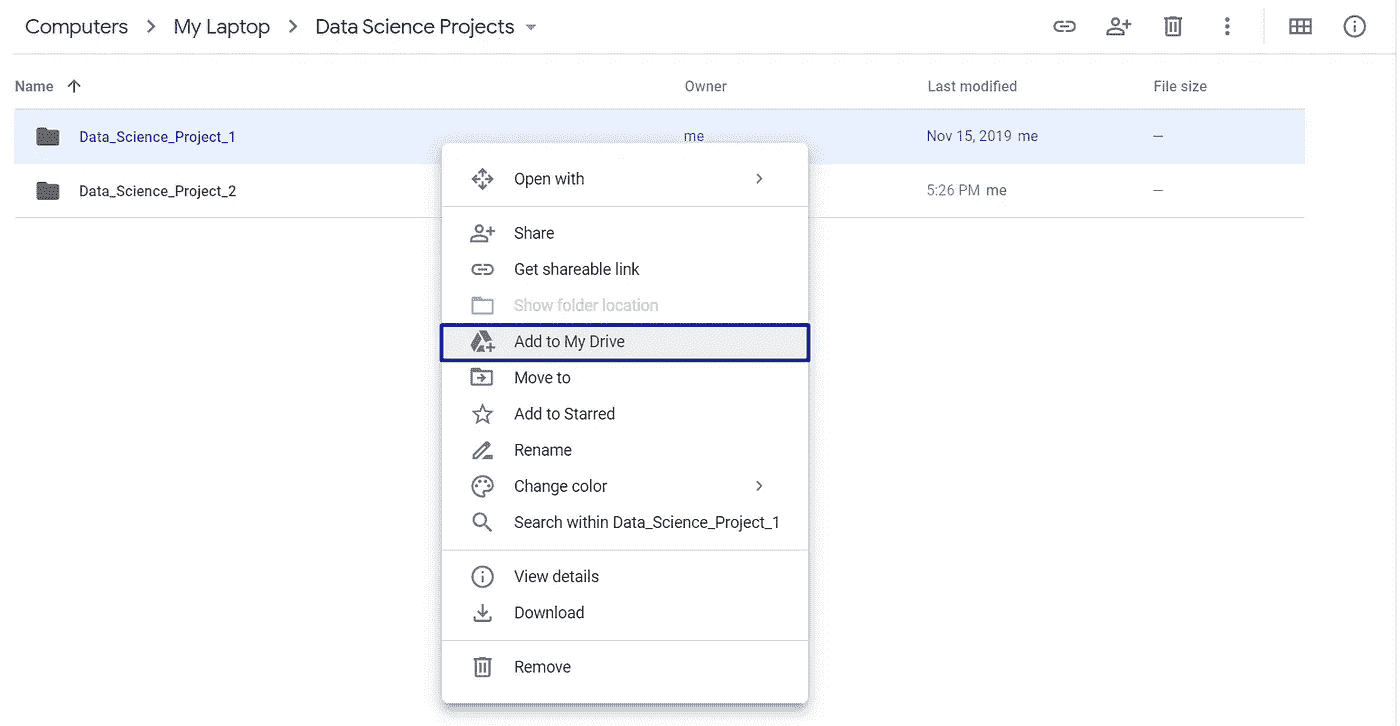 Computers > My Laptop > Data Science Projects
Name Owner Last modified File size
Data_Science_Project_1 me Nov 15, 2019 me —
Data_Science_Project_2 5:26 PM me —
Open with
Share
Get shareable link
Show folder location
Add to My Drive
Move to
Add to Starred
Rename
Change color
Search within Data_Science_Project_1
View details
Download
Remove